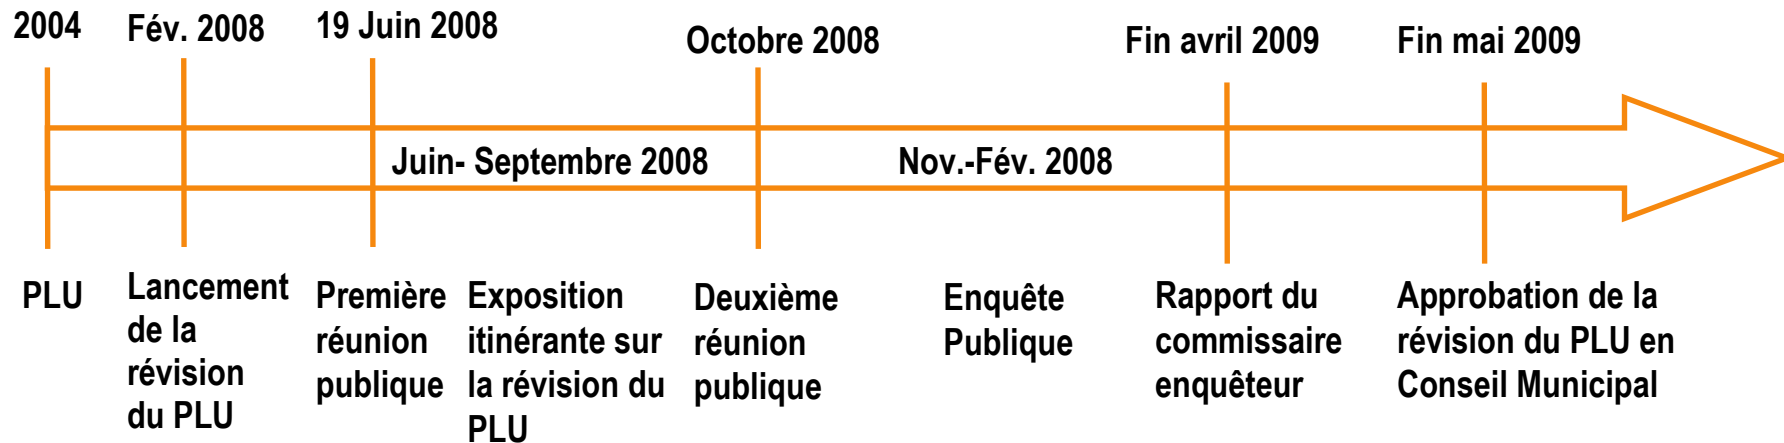 2004
Fév. 2008
19 Juin 2008
Octobre 2008
Fin avril 2009
Fin mai 2009
Juin- Septembre 2008
Nov.-Fév. 2008
PLU
Lancement
de la
révision
du PLU
Première
réunion
publique
Exposition
itinérante sur
la révision du
PLU
Deuxième
réunion
publique
Enquête
Publique
Rapport du
commissaire
enquêteur
Approbation de la
révision du PLU en
Conseil Municipal